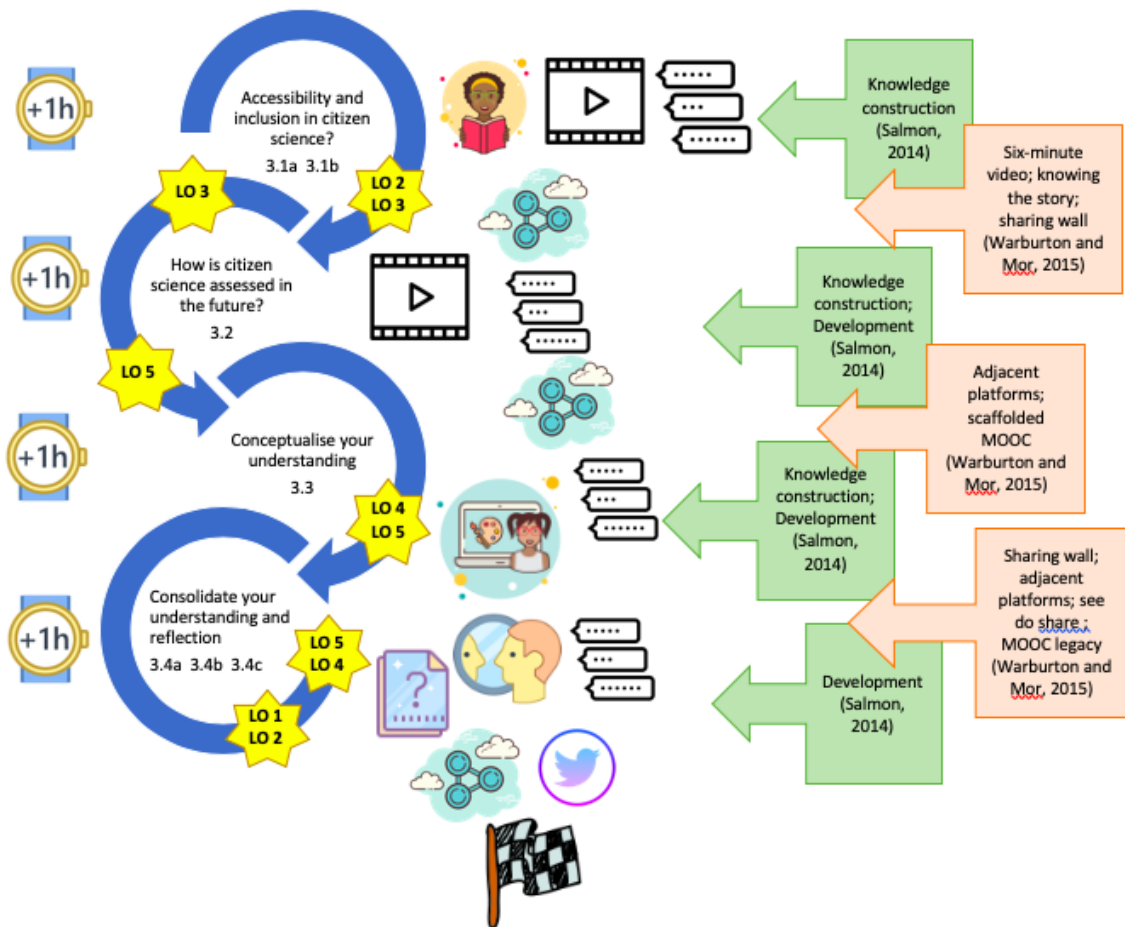 +1h
Accessibility and
inclusion in citizen
science?
3.1a 3.1b
LO 2
LO 3
Knowledge
construction
(Salmon,
2014)
Six-minute
video; knowing
the story;
sharing wall
(Warburton and
Mor, 2015)
LO 3
+1h
How is citizen
science assessed in
the future?
3.2
LO 5
Knowledge
construction;
Development
(Salmon,
2014)
Adjacent
platforms;
scaffolded
MOOC
(Warburton and
Mor, 2015)
+1h
Conceptualise your
understanding
3.3
LO 4
LO 5
Knowledge
construction;
Development
(Salmon,
2014)
Sharing wall;
adjacent
platforms; see
do share ;
MOOC legacy
(Warburton and
Mor, 2015)
+1h
Consolidate your
understanding and
reflection
3.4a 3.4b 3.4c
LO 5
LO 4
LO 1
LO 2
?
Development
(Salmon,
2014)